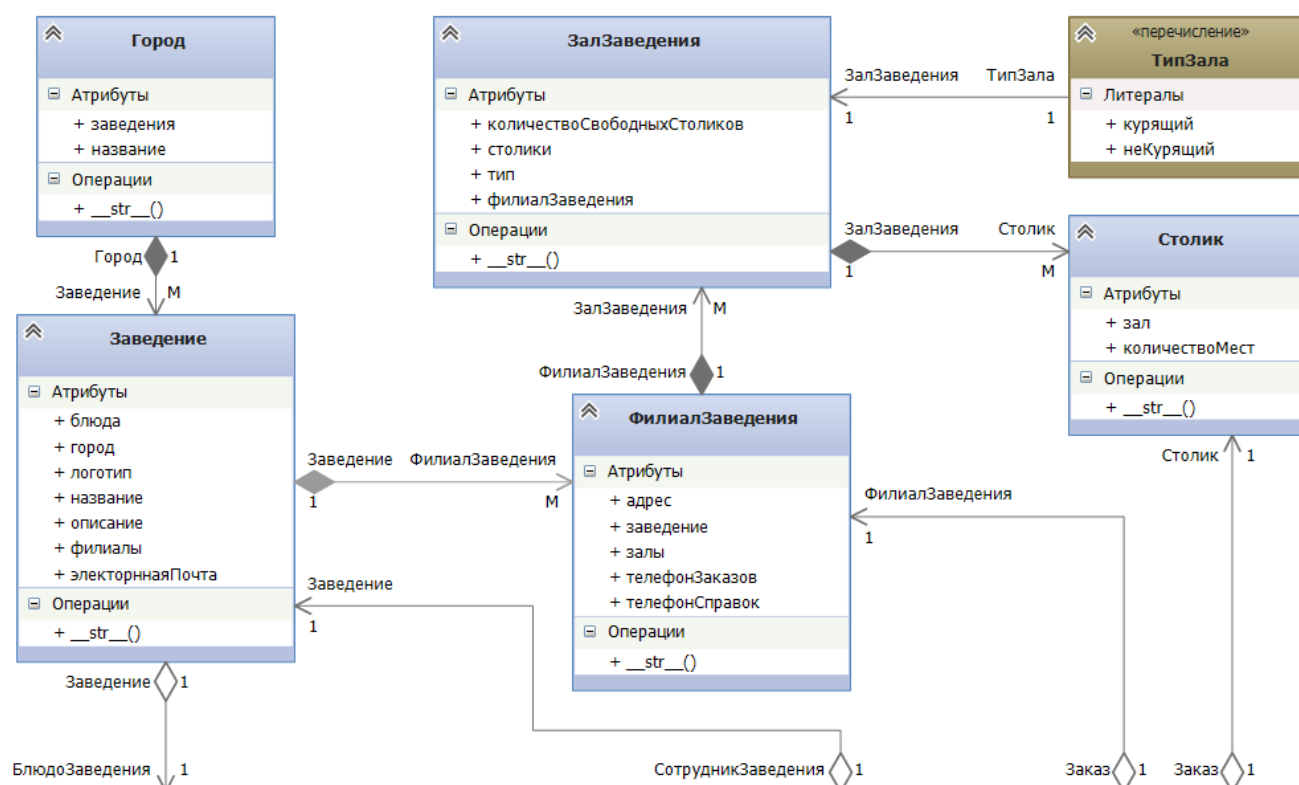 Город
Атрибуты
+ заведения
+ название
Операции
+ __str__()
Город 1
Заведение M
ЗалЗаведения
Атрибуты
+ количествоСвободныхСтоликов
+ столики
+ тип
+ филиалЗаведения
Операции
+ __str__()
ЗалЗаведения ТипЗала
1 1
«перечисление»
ТипЗала
Литералы
+ курящий
+ неКурящий
ЗалЗаведения Столик
1 M
Столик
Атрибуты
+ зал
+ количествоМест
Операции
+ __str__()
ЗалЗаведения M
ФилиалЗаведения 1
Заведение
Атрибуты
+ блюда
+ город
+ логотип
+ название
+ описание
+ филиалы
+ электорннаяПочта
Операции
+ __str__()
Заведение ФилиалЗаведения
1 M
ФилиалЗаведения
Атрибуты
+ адрес
+ заведение
+ залы
+ телефонЗаказов
+ телефонСправок
Операции
+ __str__()
Столик 1
ФилиалЗаведения
1
Заведение
1
Заведение 1
БлюдоЗаведения 1
СотрудникЗаведения 1
Заказ 1
Заказ 1